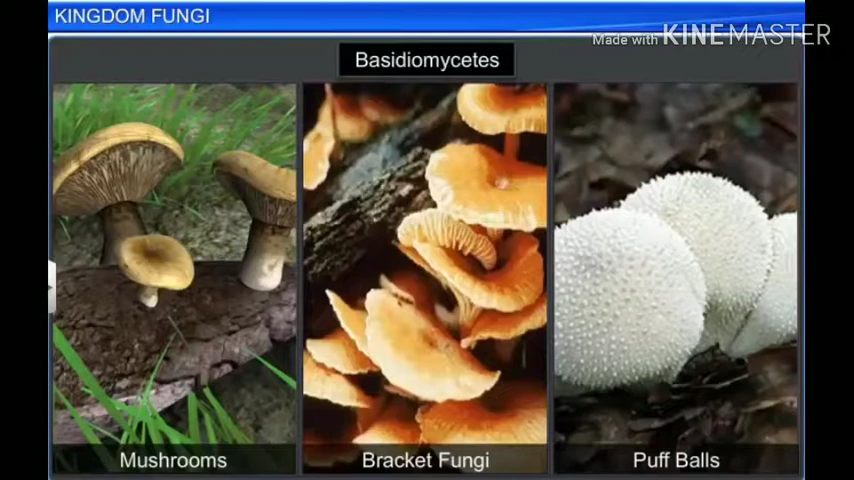 KINGDOM FUNGI
Made with KINEMASTER
Basidiomycetes
Mushrooms
Bracket Fungi
Puff Balls